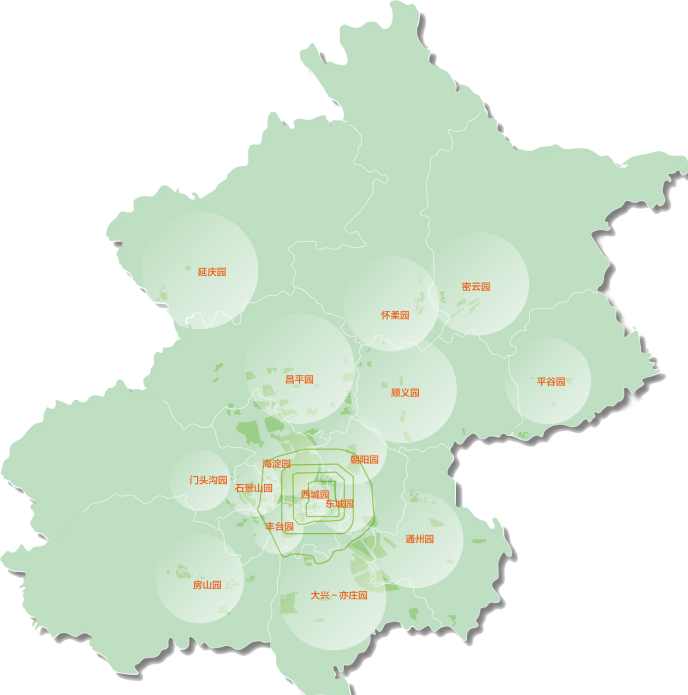 延庆园
密云园
怀柔园
昌平园
平谷园
顺义园
海淀园
朝阳园
门头沟园
石景山园
西城园
东城园
丰台园
通州园
房山园
大兴－亦庄园